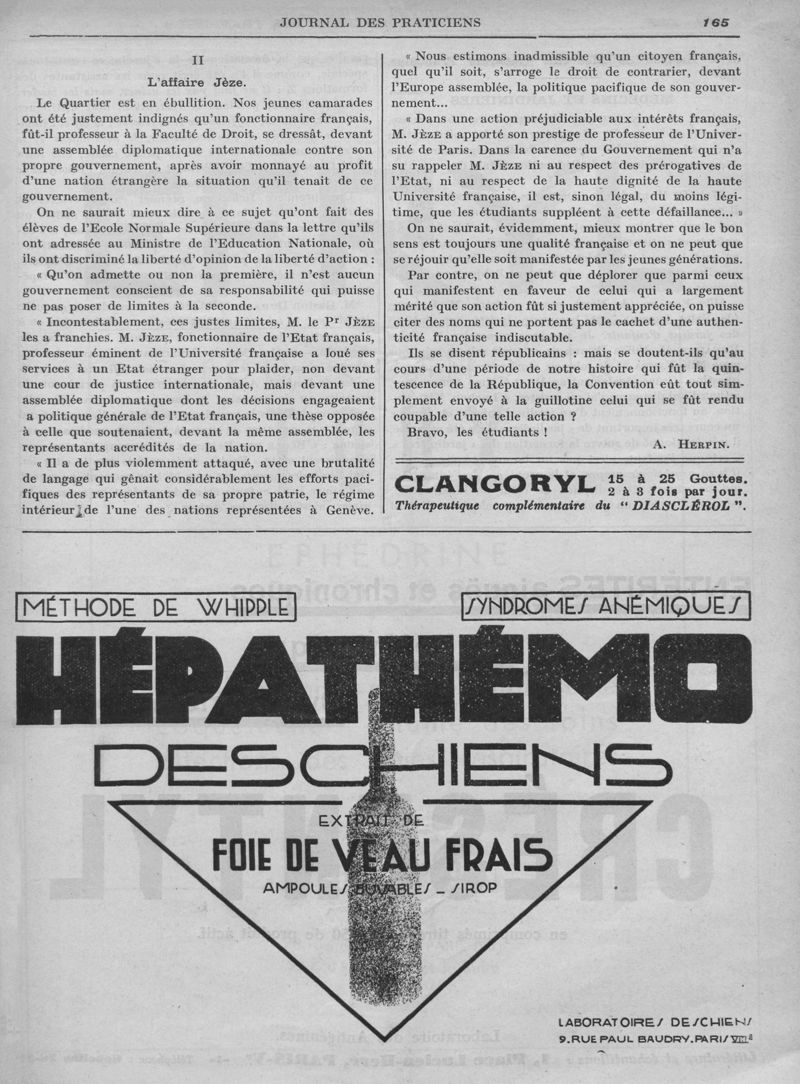 JOURNAL DES PRATICIENS 165
II
L'affaire Jèze.
Le Quartier est en ébullition. Nos jeunes camarades
ont été justement indignés qu'un fonctionnaire français,
fût-il professeur à la Faculté de Droit, se dressât, devant
une assemblée diplomatique internationale contre son
propre gouvernement, après avoir monnayé au profit
d'une nation étrangère la situation qu'il tenait de ce
gouvernement.
On ne saurait mieux dire à ce sujet qu'ont fait des
élèves de l'Ecole Normale Supérieure dans la lettre qu'ils
ont adressée au Ministre de l'Education Nationale, où
ils ont discriminé la liberté d'opinion de la liberté d'action :
« Qu'on admette ou non la première, il n'est aucun
gouvernement conscient de sa responsabilité qui puisse
ne pas poser de limites à la seconde.
« Incontestablement, ces justes limites, M. le Pr JÈZE
les a franchies. M. JÈZE, fonctionnaire de l'Etat français,
professeur éminent de l'Université française a loué ses
services à un Etat étranger pour plaider, non devant
une cour de justice internationale, mais devant une
assemblée diplomatique dont les décisions engageaient
a politique générale de l'Etat français, une thèse opposée
à celle que soutenaient, devant la même assemblée, les
représentants accrédités de la nation.
« Il a de plus violemment attaqué, avec une brutalité
de langage qui gênait considérablement les efforts paci-
fiques des représentants de sa propre patrie, le régime
intérieur de l'une des nations représentées à Genève.
« Nous estimons inadmissible qu'un citoyen français,
quel qu'il soit, s'arroge le droit de contrarier, devant
l'Europe assemblée, la politique pacifique de son gouver-
nement...
« Dans une action préjudiciable aux intérêts français,
M. JÈZE a apporté son prestige de professeur de l'Univer-
sité de Paris. Dans la carence du Gouvernement qui n'a
su rappeler M. JÈZE ni au respect des prérogatives de
l'Etat, ni au respect de la haute dignité de la haute
Université française, il est, sinon légal, du moins légi-
time, que les étudiants suppléent à cette défaillance... »
On ne saurait, évidemment, mieux montrer que le bon
sens est toujours une qualité française et on ne peut que
se réjouir qu'elle soit manifestée par les jeunes générations.
Par contre, on ne peut que déplorer que parmi ceux
qui manifestent en faveur de celui qui a largement
mérité que son action fût si justement appréciée, on puisse
citer des noms qui ne portent pas le cachet d'une authen-
ticité française indiscutable.
Ils se disent républicains : mais se doutent-ils qu'au
cours d'une période de notre histoire qui fût la quin-
tescence de la République, la Convention eût tout sim-
plement envoyé à la guillotine celui qui se fût rendu
coupable d'une telle action ?
Bravo, les étudiants !
A. HERPIN.
CLANGORYL 15 à 25 Gouttes.
2 à 3 fois par jour.
Thérapeutique complémentaire du " DIASCLÉROL ".
MÉTHODE DE WHIPPLE
SYNDROMES ANÉMIQUES
HÉPATHÉMO
DESCHIENS
EXTRAIT DE
FOIE DE VEAU FRAIS
AMPOULES BUVABLES _ SIROP
LABORATOIRES DESCHIENS
9.RUE PAUL BAUDRY.PARIS VIIIe